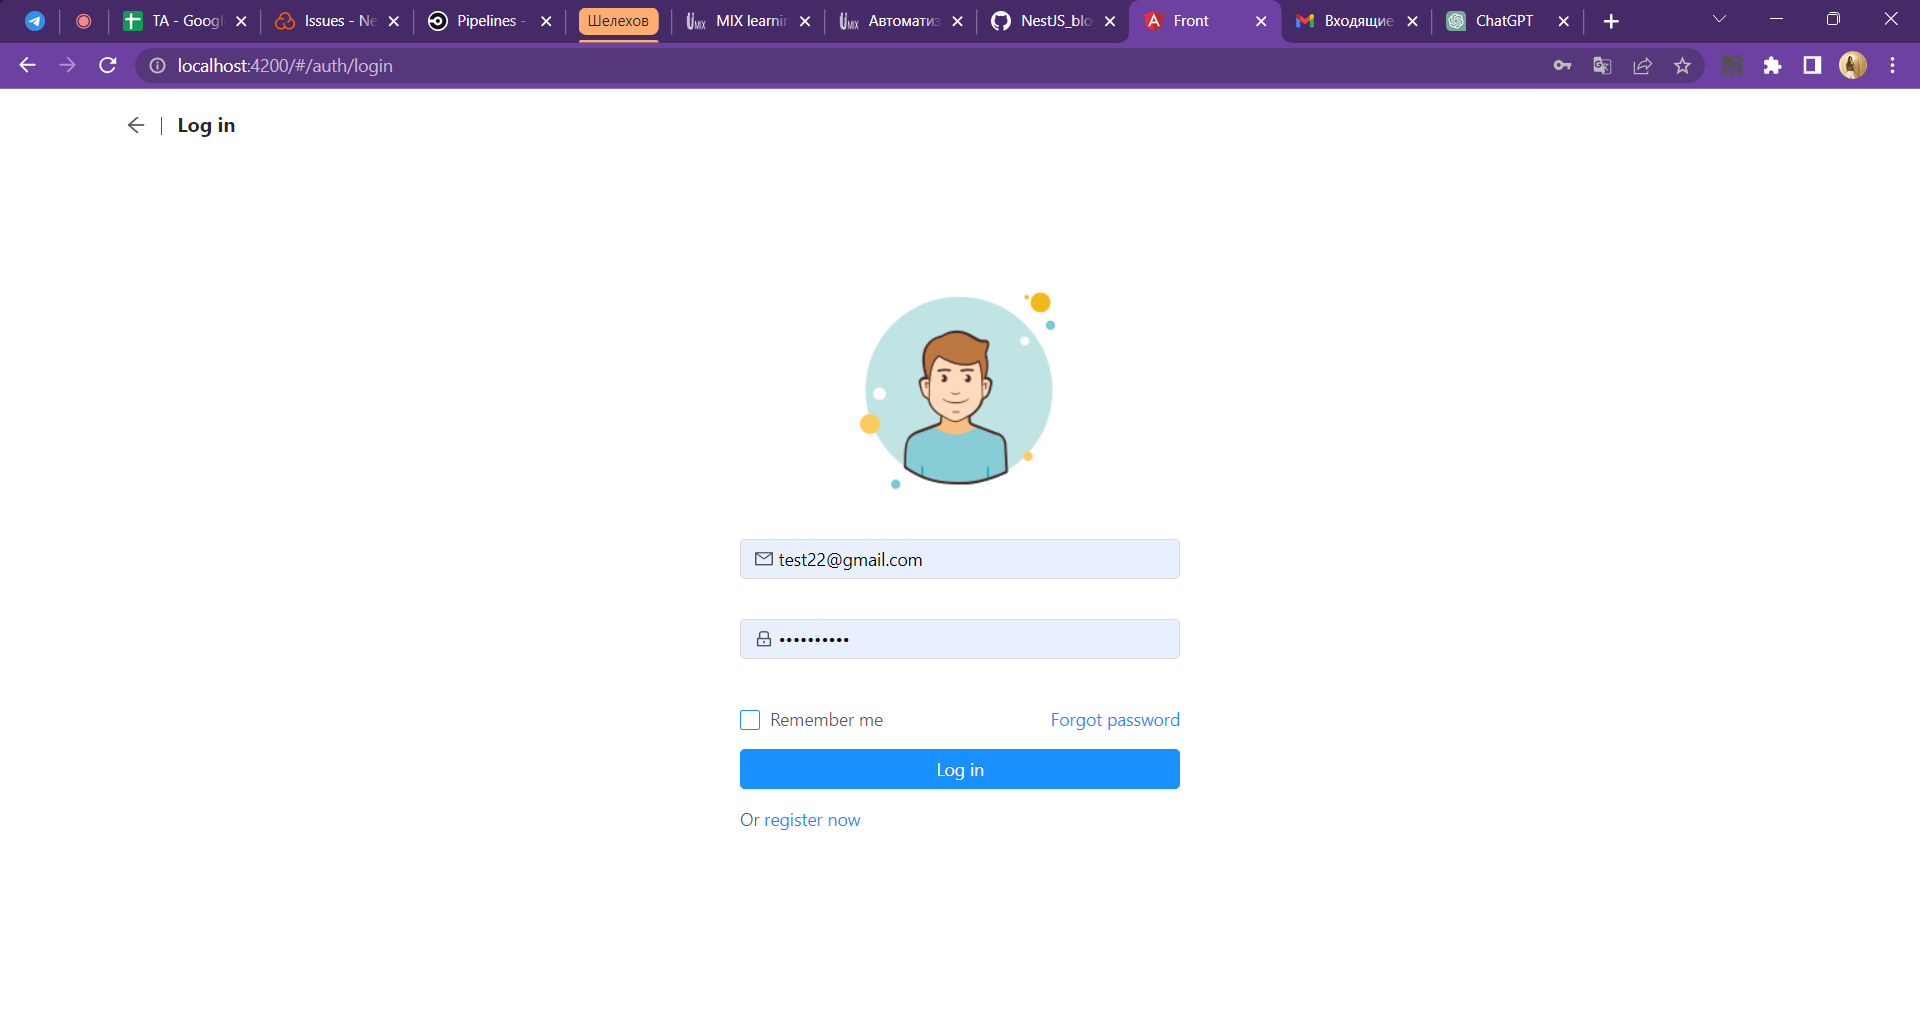 TA - Googl
Issues - Ne
Pipelines -
Шелехов
MIX learnin
Автоматиз
NestJS_blo
Front
Входящие
ChatGPT
localhost:4200/#/auth/login
Log in
test22@gmail.com
••••••••••
Remember me
Forgot password
Log in
Or register now